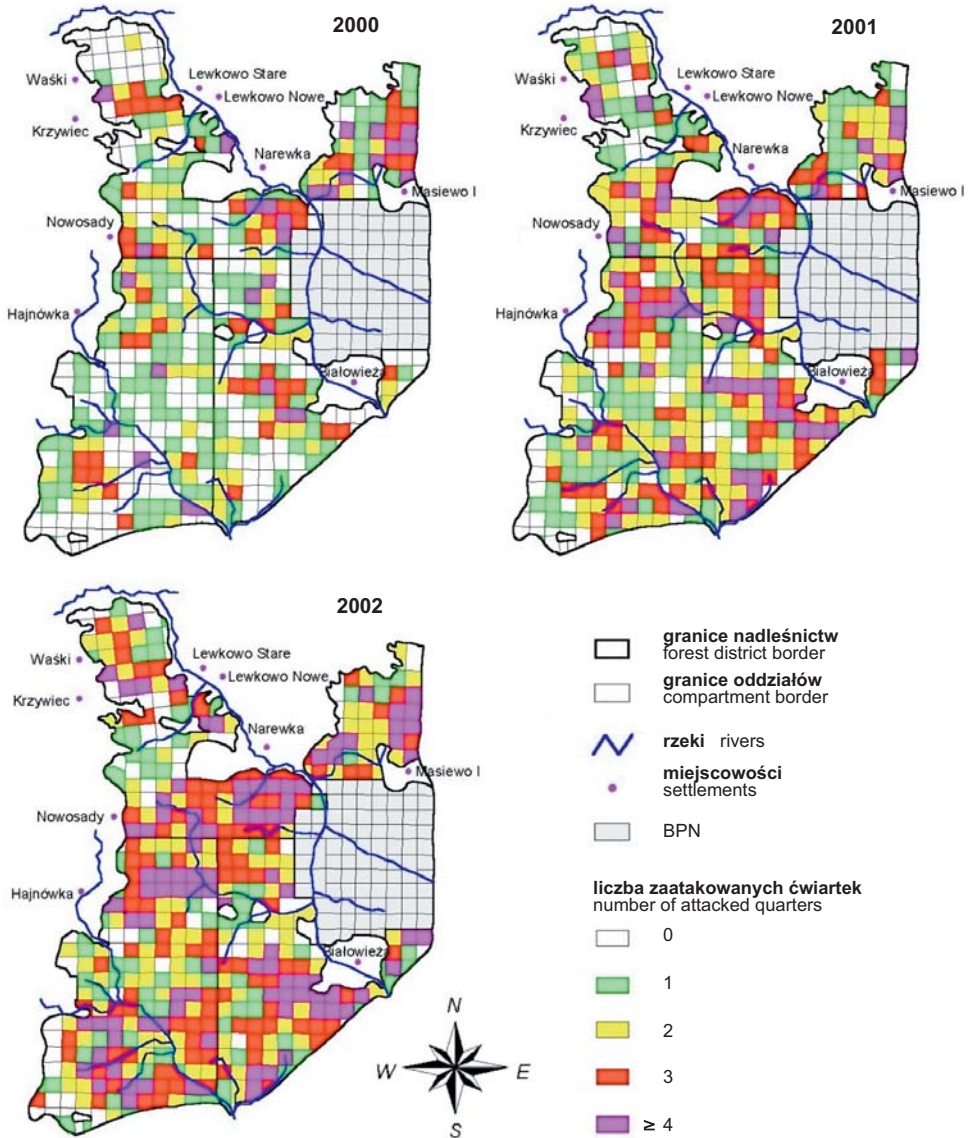 2000
Waśki
Lewkowo Stare
Lewkowo Nowe
Krzywiec
Narewka
Masiewo I
Nowosady
Hajnówka
Białowieża
2001
Waśki
Lewkowo Stare
Lewkowo Nowe
Krzywiec
Narewka
Masiewo I
Nowosady
Hajnówka
Białowieża
2002
Waśki
Lewkowo Stare
Lewkowo Nowe
Krzywiec
Narewka
Masiewo I
Nowosady
Hajnówka
Białowieża
N
W
E
S
granice nadleśnictw
forest district border
granice oddziałów
compartment border
rzeki rivers
miejscowości
settlements
BPN
liczba zaatakowanych ćwiartek
number of attacked quarters
0
1
2
3
≥ 4